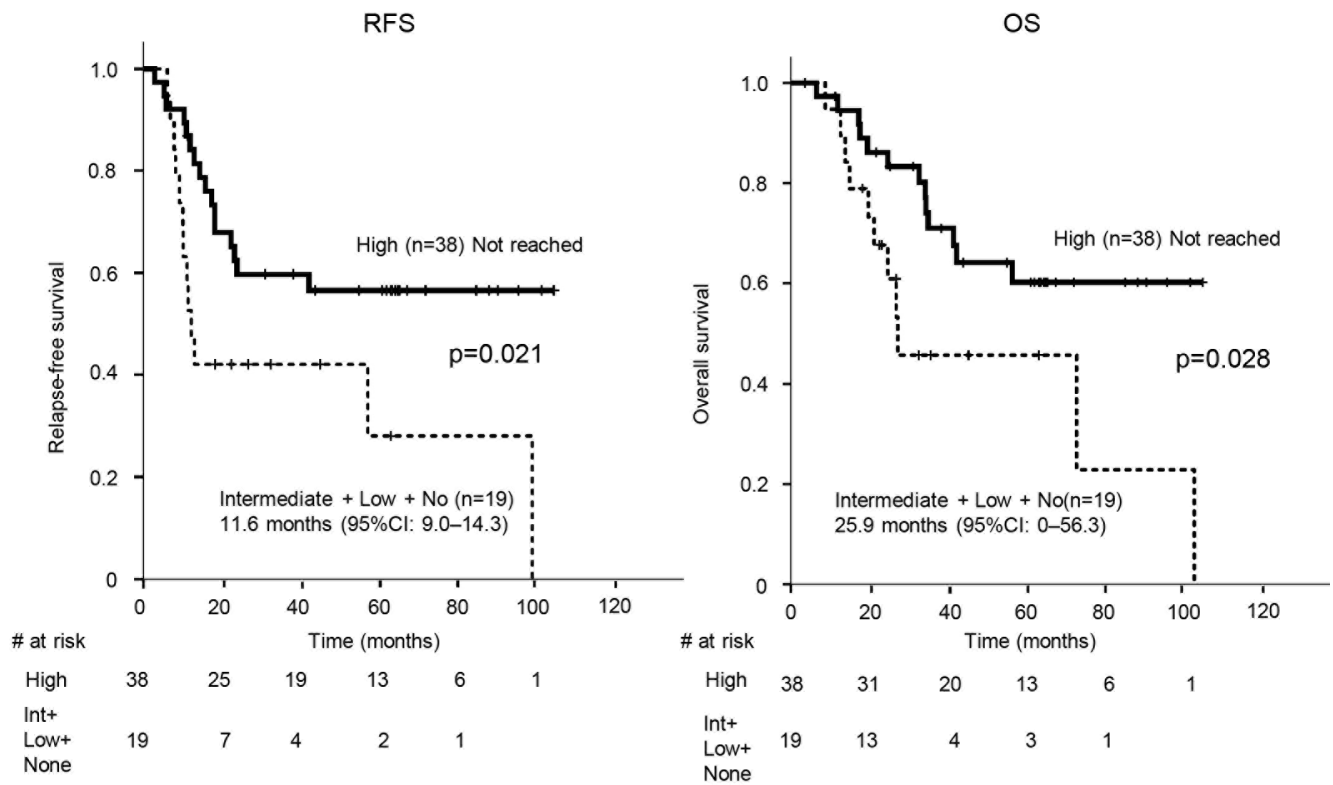 RFS
1.0
0.8
0.6
0.4
0.2
0
Relapse-free survival
High (n=38) Not reached
p=0.021
Intermediate + Low + No (n=19)
11.6 months (95%CI: 9.0–14.3)
0 20 40 60 80 100 120
Time (months)
# at risk
High 38 25 19 13 6 1
Int+
Low+ 19 7 4 2 1
None
OS
1.0
0.8
0.6
0.4
0.2
0
Overall survival
High (n=38) Not reached
p=0.028
Intermediate + Low + No(n=19)
25.9 months (95%CI: 0–56.3)
0 20 40 60 80 100 120
Time (months)
# at risk
High 38 31 20 13 6 1
Int+
Low+ 19 13 4 3 1
None